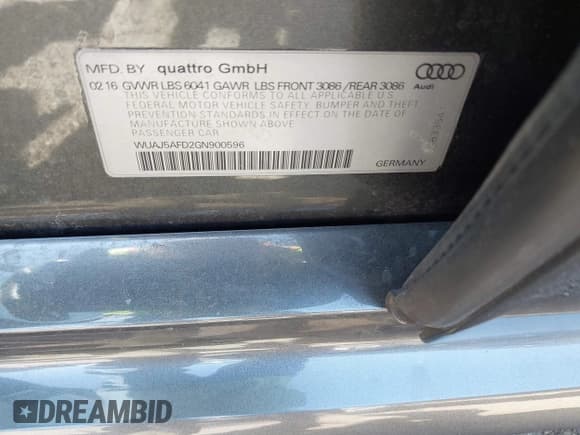 MFD. BY quattro GmbH
02.16 GVWR LBS 6041 GAWR LBS FRONT 3086 / REAR 3086
Audi
THIS VEHICLE CONFORMS TO ALL APPLICABLE U.S.
FEDERAL MOTOR VEHICLE SAFETY, BUMPER AND THEFT
PREVENTION STANDARDS IN EFFECT ON THE DATE OF
MANUFACTURE SHOWN ABOVE
PASSENGER CAR
WUAJ5AFD2GN900596
GERMANY
DREAMBID